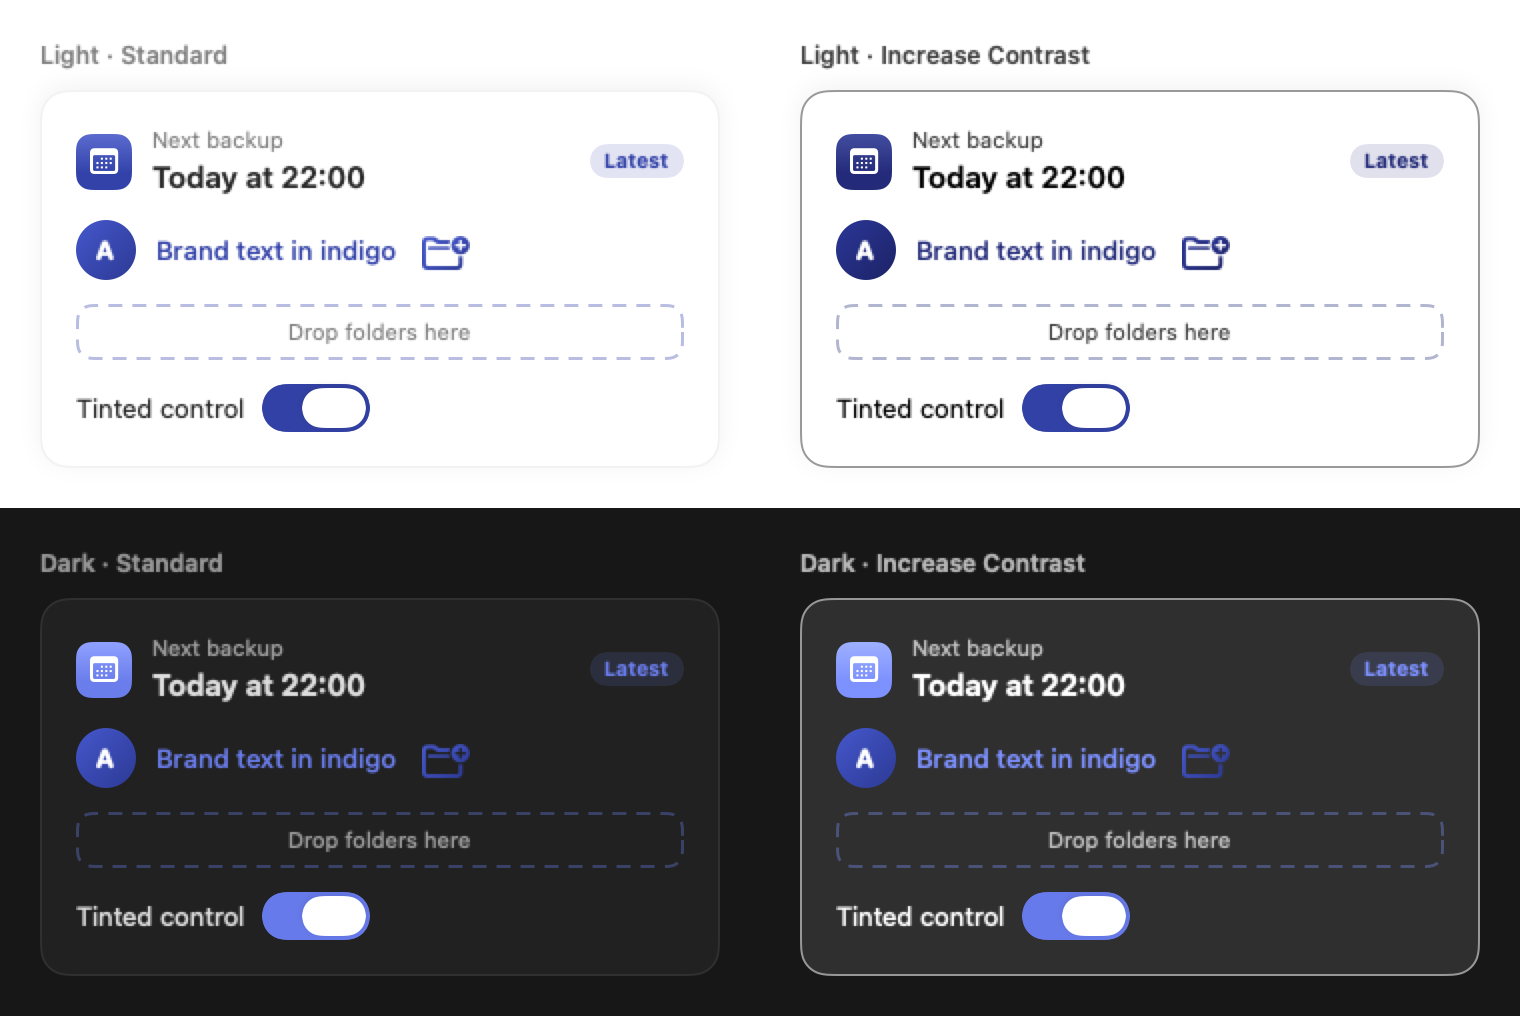 Light · Standard
Next backup
Today at 22:00
Latest
A
Brand text in indigo
Drop folders here
Tinted control
Light · Increase Contrast
Next backup
Today at 22:00
Latest
A
Brand text in indigo
Drop folders here
Tinted control
Dark · Standard
Next backup
Today at 22:00
Latest
A
Brand text in indigo
Drop folders here
Tinted control
Dark · Increase Contrast
Next backup
Today at 22:00
Latest
A
Brand text in indigo
Drop folders here
Tinted control